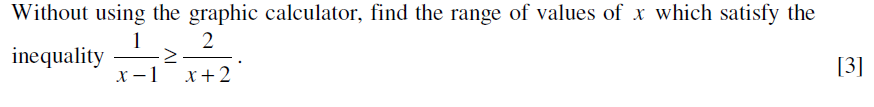 Without using the graphic calculator, find the range of values of x which satisfy the
inequality 1/(x−1) ≥ 2/(x+2).
[3]